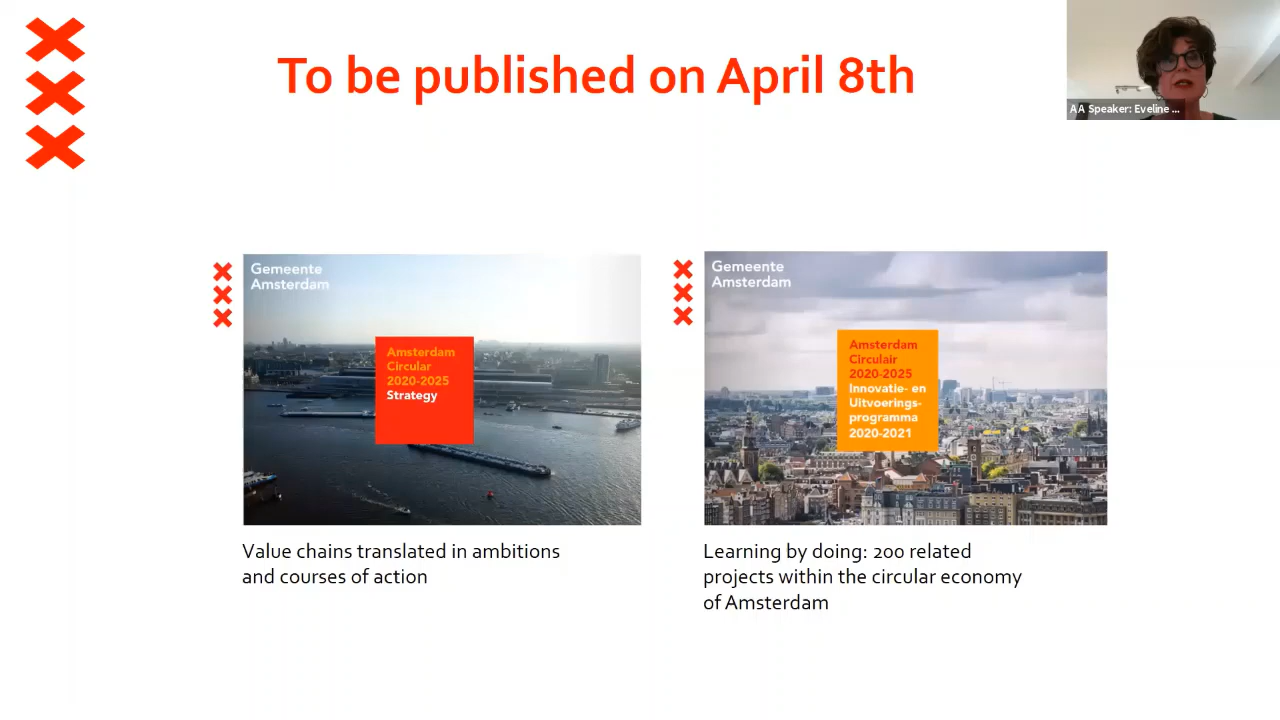 To be published on April 8th
AA Speaker: Eveline ...
Gemeente
Amsterdam
Amsterdam
Circular
2020-2025
Strategy
Gemeente
Amsterdam
Amsterdam
Circulair
2020-2025
Innovatie- en
Uitvoerings-
programma
2020-2021
Value chains translated in ambitions
and courses of action
Learning by doing: 200 related
projects within the circular economy
of Amsterdam